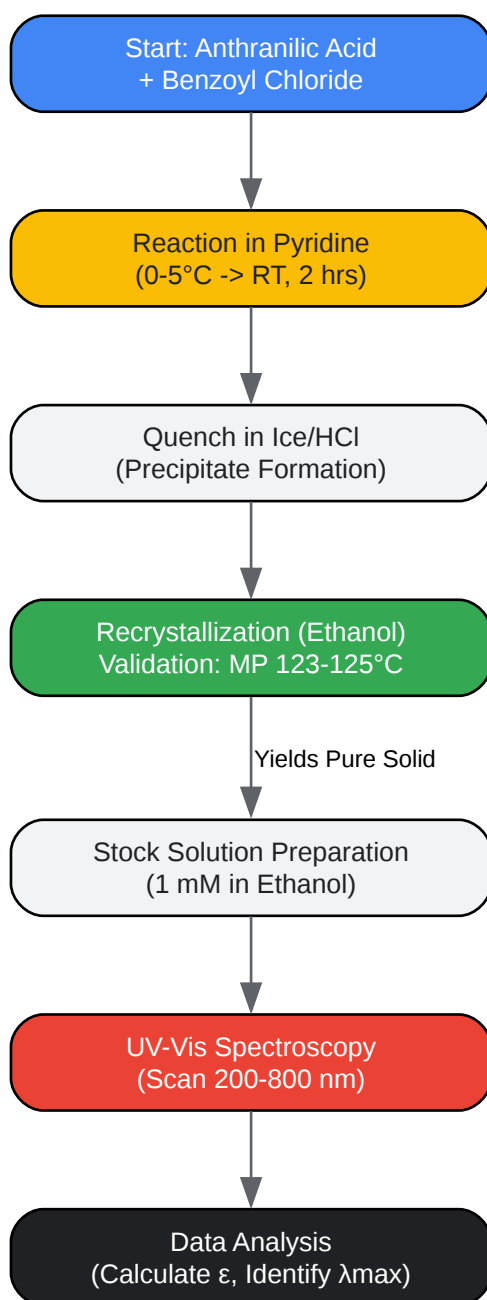 Start: Anthranilic Acid
+ Benzoyl Chloride
Reaction in Pyridine
(0-5°C -> RT, 2 hrs)
Quench in Ice/HCl
(Precipitate Formation)
Recrystallization (Ethanol)
Validation: MP 123-125°C
Yields Pure Solid
Stock Solution Preparation
(1 mM in Ethanol)
UV-Vis Spectroscopy
(Scan 200-800 nm)
Data Analysis
(Calculate ε, Identify λmax)